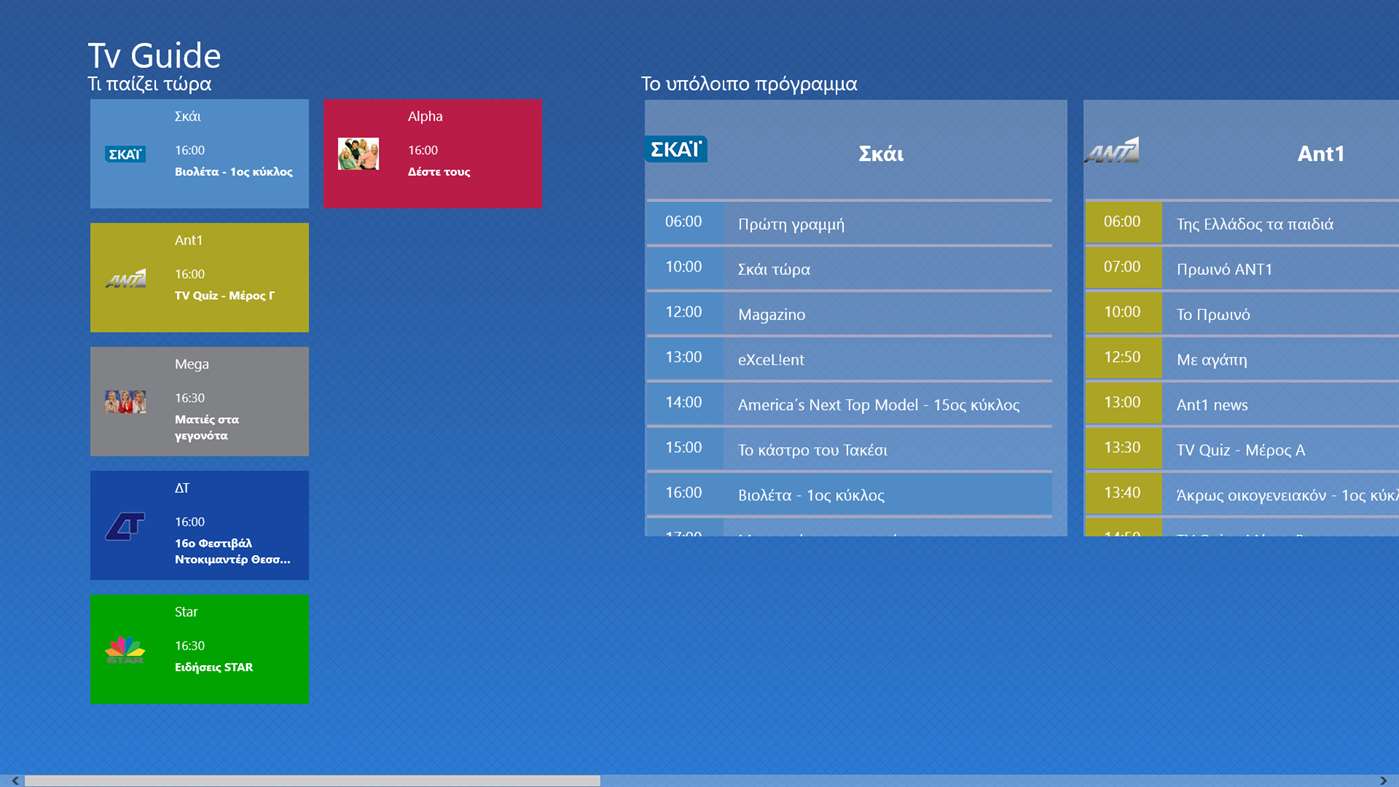 Tv Guide
Τι παίζει τώρα
Σκάι
ΣΚΑΪ
16:00
Βιολέτα - 1ος κύκλος
Ant1
ANT1
16:00
TV Quiz - Μέρος Γ
Mega
16:30
Ματιές στα
γεγονότα
ΔΤ
ΔΤ
16:00
16ο Φεστιβάλ
Ντοκιμαντέρ Θεσσ...
Star
STAR
16:30
Ειδήσεις STAR
Alpha
16:00
Δέστε τους
Το υπόλοιπο πρόγραμμα
ΣΚΑΪ
Σκάι
06:00 Πρώτη γραμμή
10:00 Σκάι τώρα
12:00 Magazino
13:00 eXceL!ent
14:00 America΄s Next Top Model - 15ος κύκλος
15:00 Το κάστρο του Τακέσι
16:00 Βιολέτα - 1ος κύκλος
17:00
ANT1
Ant1
06:00 Της Ελλάδος τα παιδιά
07:00 Πρωινό ΑΝΤ1
10:00 Το Πρωινό
12:50 Με αγάπη
13:00 Ant1 news
13:30 TV Quiz - Μέρος Α
13:40 Άκρως οικογενειακόν - 1ος κύκλ
14:50